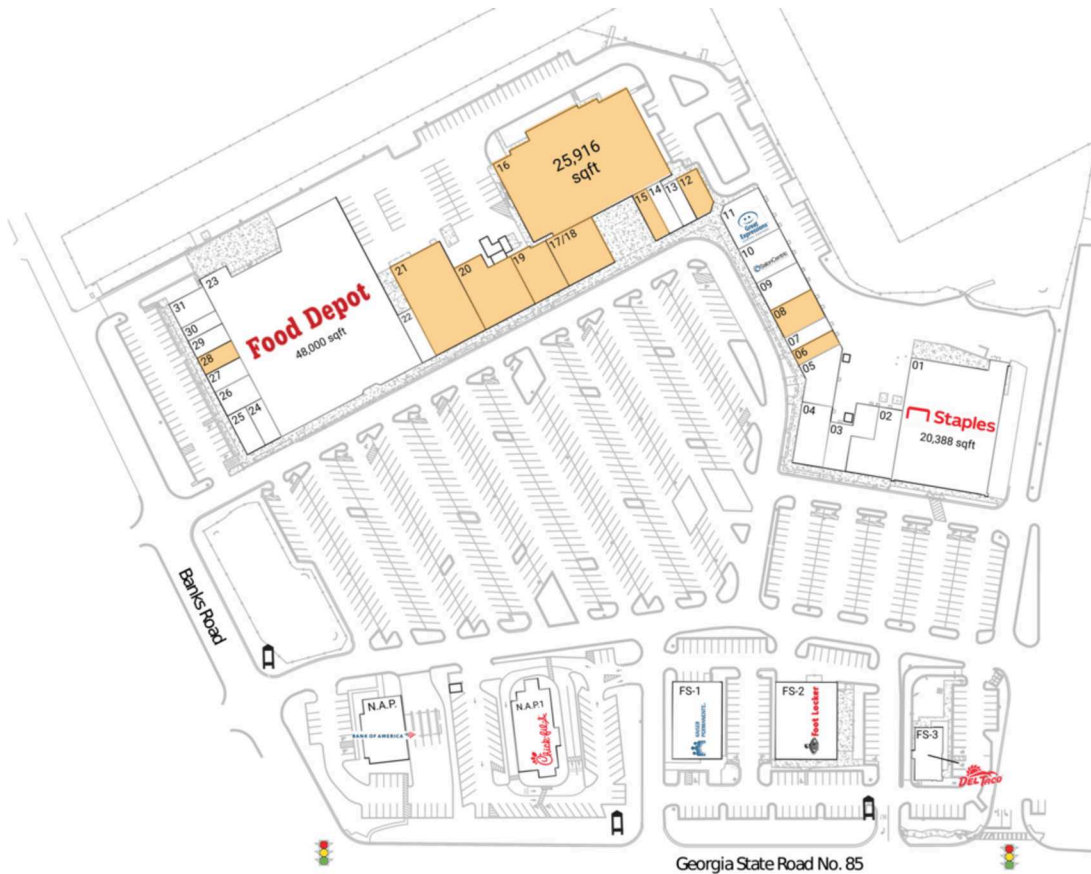 16
25,916
sqft
15
14
13
12
11
Great
Expressions
10
09
08
07
06
05
04
03
02
01
Staples
20,388 sqft
17/18
19
20
21
22
23
Food Depot
48,000 sqft
31
30
29
28
27
26
25
24
Banks Road
N.A.P.
BANK OF AMERICA
N.A.P.1
Chick-fil-A
FS-1
KAISER
PERMANENTE
FS-2
Foot Locker
FS-3
DEL TACO
Georgia State Road No. 85